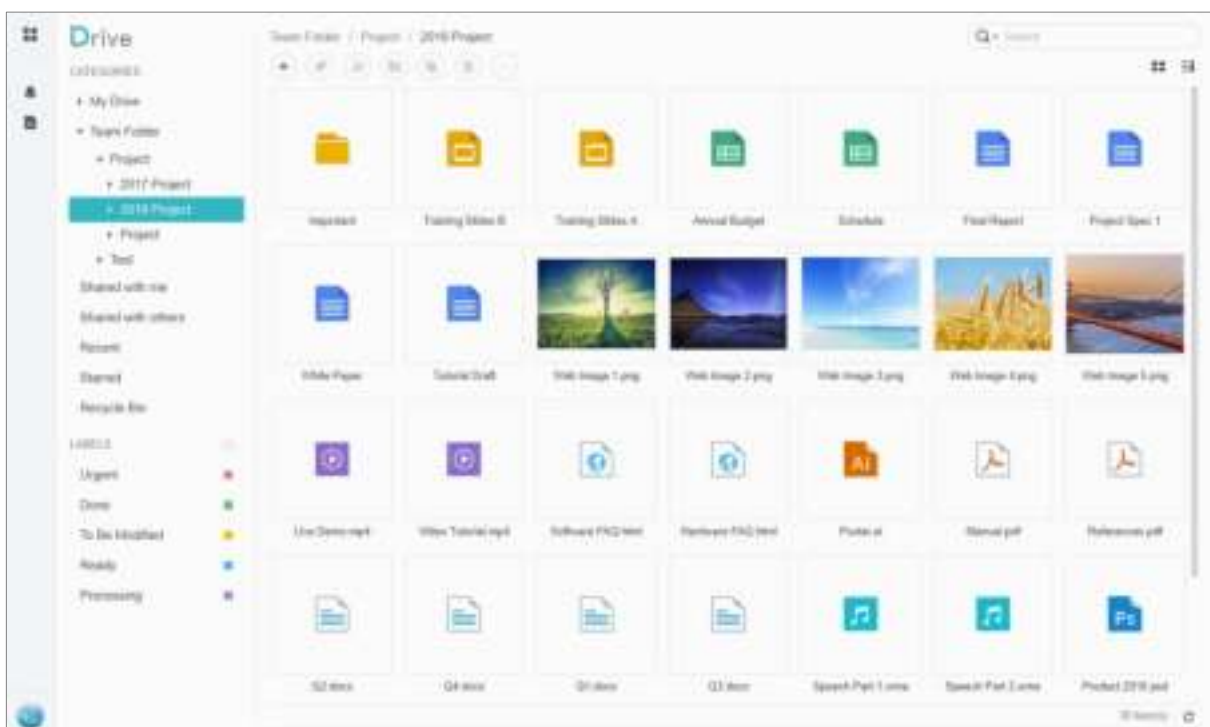 Drive
Team Folder / Project / 2018 Project
Search
CATEGORIES
My Drive
Team Folder
Project
2017 Project
2018 Project
Project
Test
Shared with me
Shared with others
Recent
Starred
Recycle Bin
LABELS
Urgent
Done
To Be Modified
Ready
Processing
Important
Training Slides B
Training Slides A
Annual Budget
Schedule
Final Report
Project Spec 1
White Paper
Tutorial Draft
Web Image 1.png
Web Image 2.png
Web Image 3.png
Web Image 4.png
Web Image 5.png
Ai
Live Demo.mp4
Video Tutorial.mp4
Software FAQ.html
Hardware FAQ.html
Poster.ai
Manual.pdf
References.pdf
Ps
Q2.docx
Q4.docx
Q1.docx
Q3.docx
Speech Part 1.wma
Speech Part 2.wma
Product 2018.psd